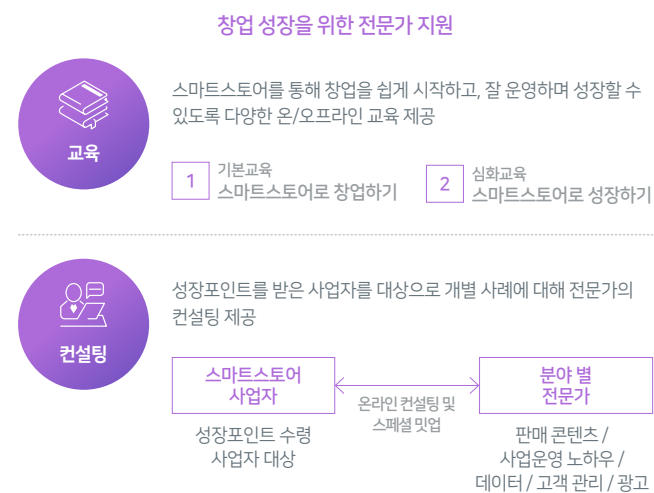 창업 성장을 위한 전문가 지원
교육
스마트스토어를 통해 창업을 쉽게 시작하고, 잘 운영하며 성장할 수
있도록 다양한 온/오프라인 교육 제공
1
기본교육
스마트스토어로 창업하기
2
심화교육
스마트스토어로 성장하기
컨설팅
성장포인트를 받은 사업자를 대상으로 개별 사례에 대해 전문가의
컨설팅 제공
스마트스토어
사업자
성장포인트 수령
사업자 대상
온라인 컨설팅 및
스페셜 밋업
분야 별
전문가
판매 콘텐츠 /
사업운영 노하우 /
데이터 / 고객 관리 / 광고